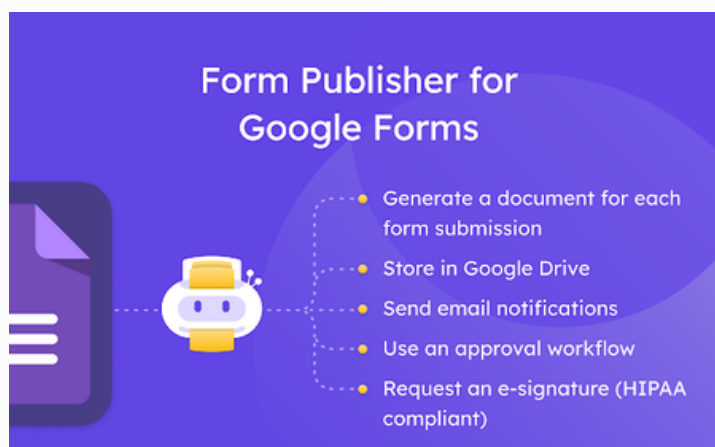 Form Publisher for
Google Forms
Generate a document for each
form submission
Store in Google Drive
Send email notifications
Use an approval workflow
Request an e-signature (HIPAA
compliant)